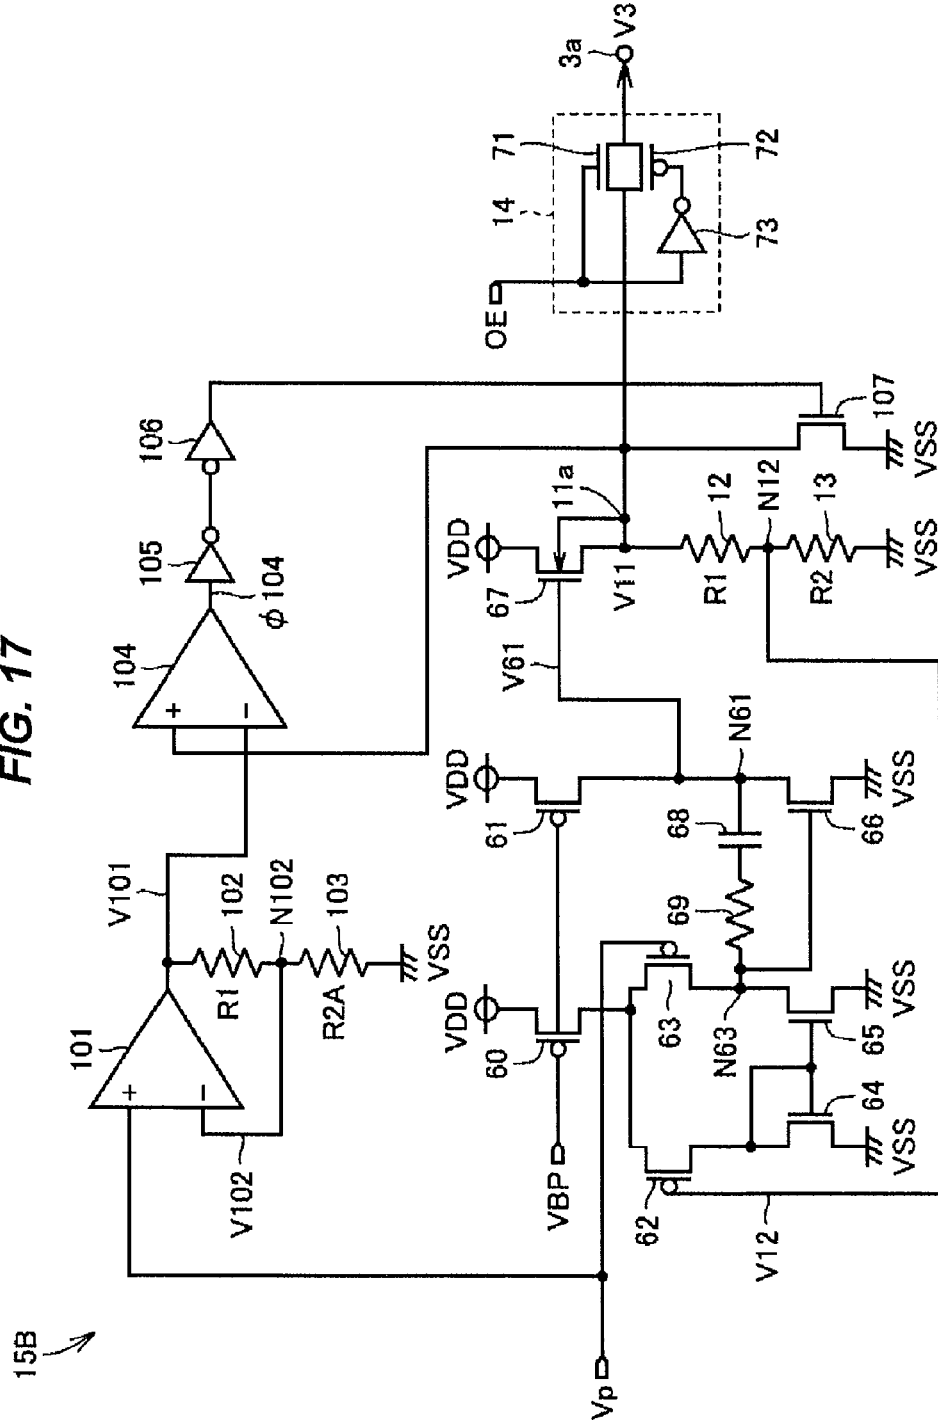 FIG. 17
15B
101
V101
104
105
106
ϕ 104
R1
102
N102
R2A
103
VSS
V102
VDD
VDD
VDD
OE
14
71
3a
V3
72
73
VBP
60
61
V61
67
11a
V11
R1
12
N12
R2
13
107
VSS
VSS
62
63
69
68
N61
N63
66
VSS
65
VSS
64
VSS
V12
Vp